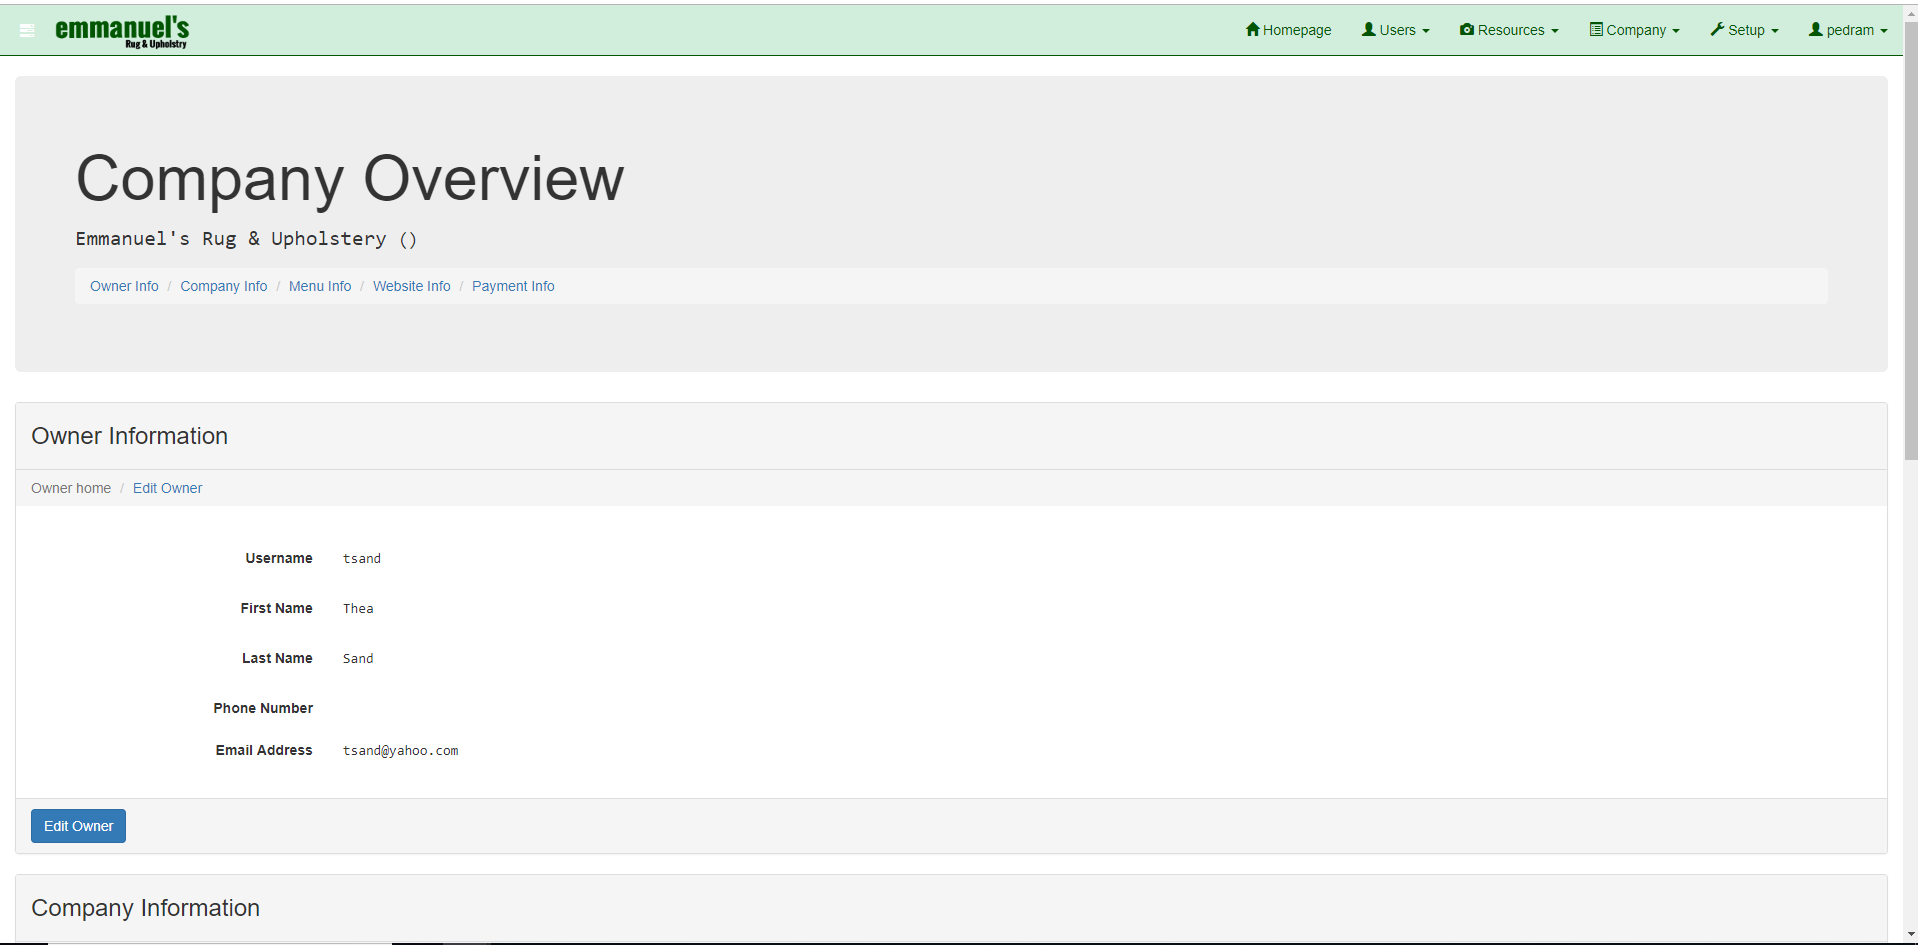 emmanuel's
Rug & Upholstry
Homepage Users Resources Company Setup pedram
Company Overview
Emmanuel's Rug & Upholstery ()
Owner Info / Company Info / Menu Info / Website Info / Payment Info
Owner Information
Owner home / Edit Owner
Username tsand
First Name Thea
Last Name Sand
Phone Number
Email Address tsand@yahoo.com
Edit Owner
Company Information